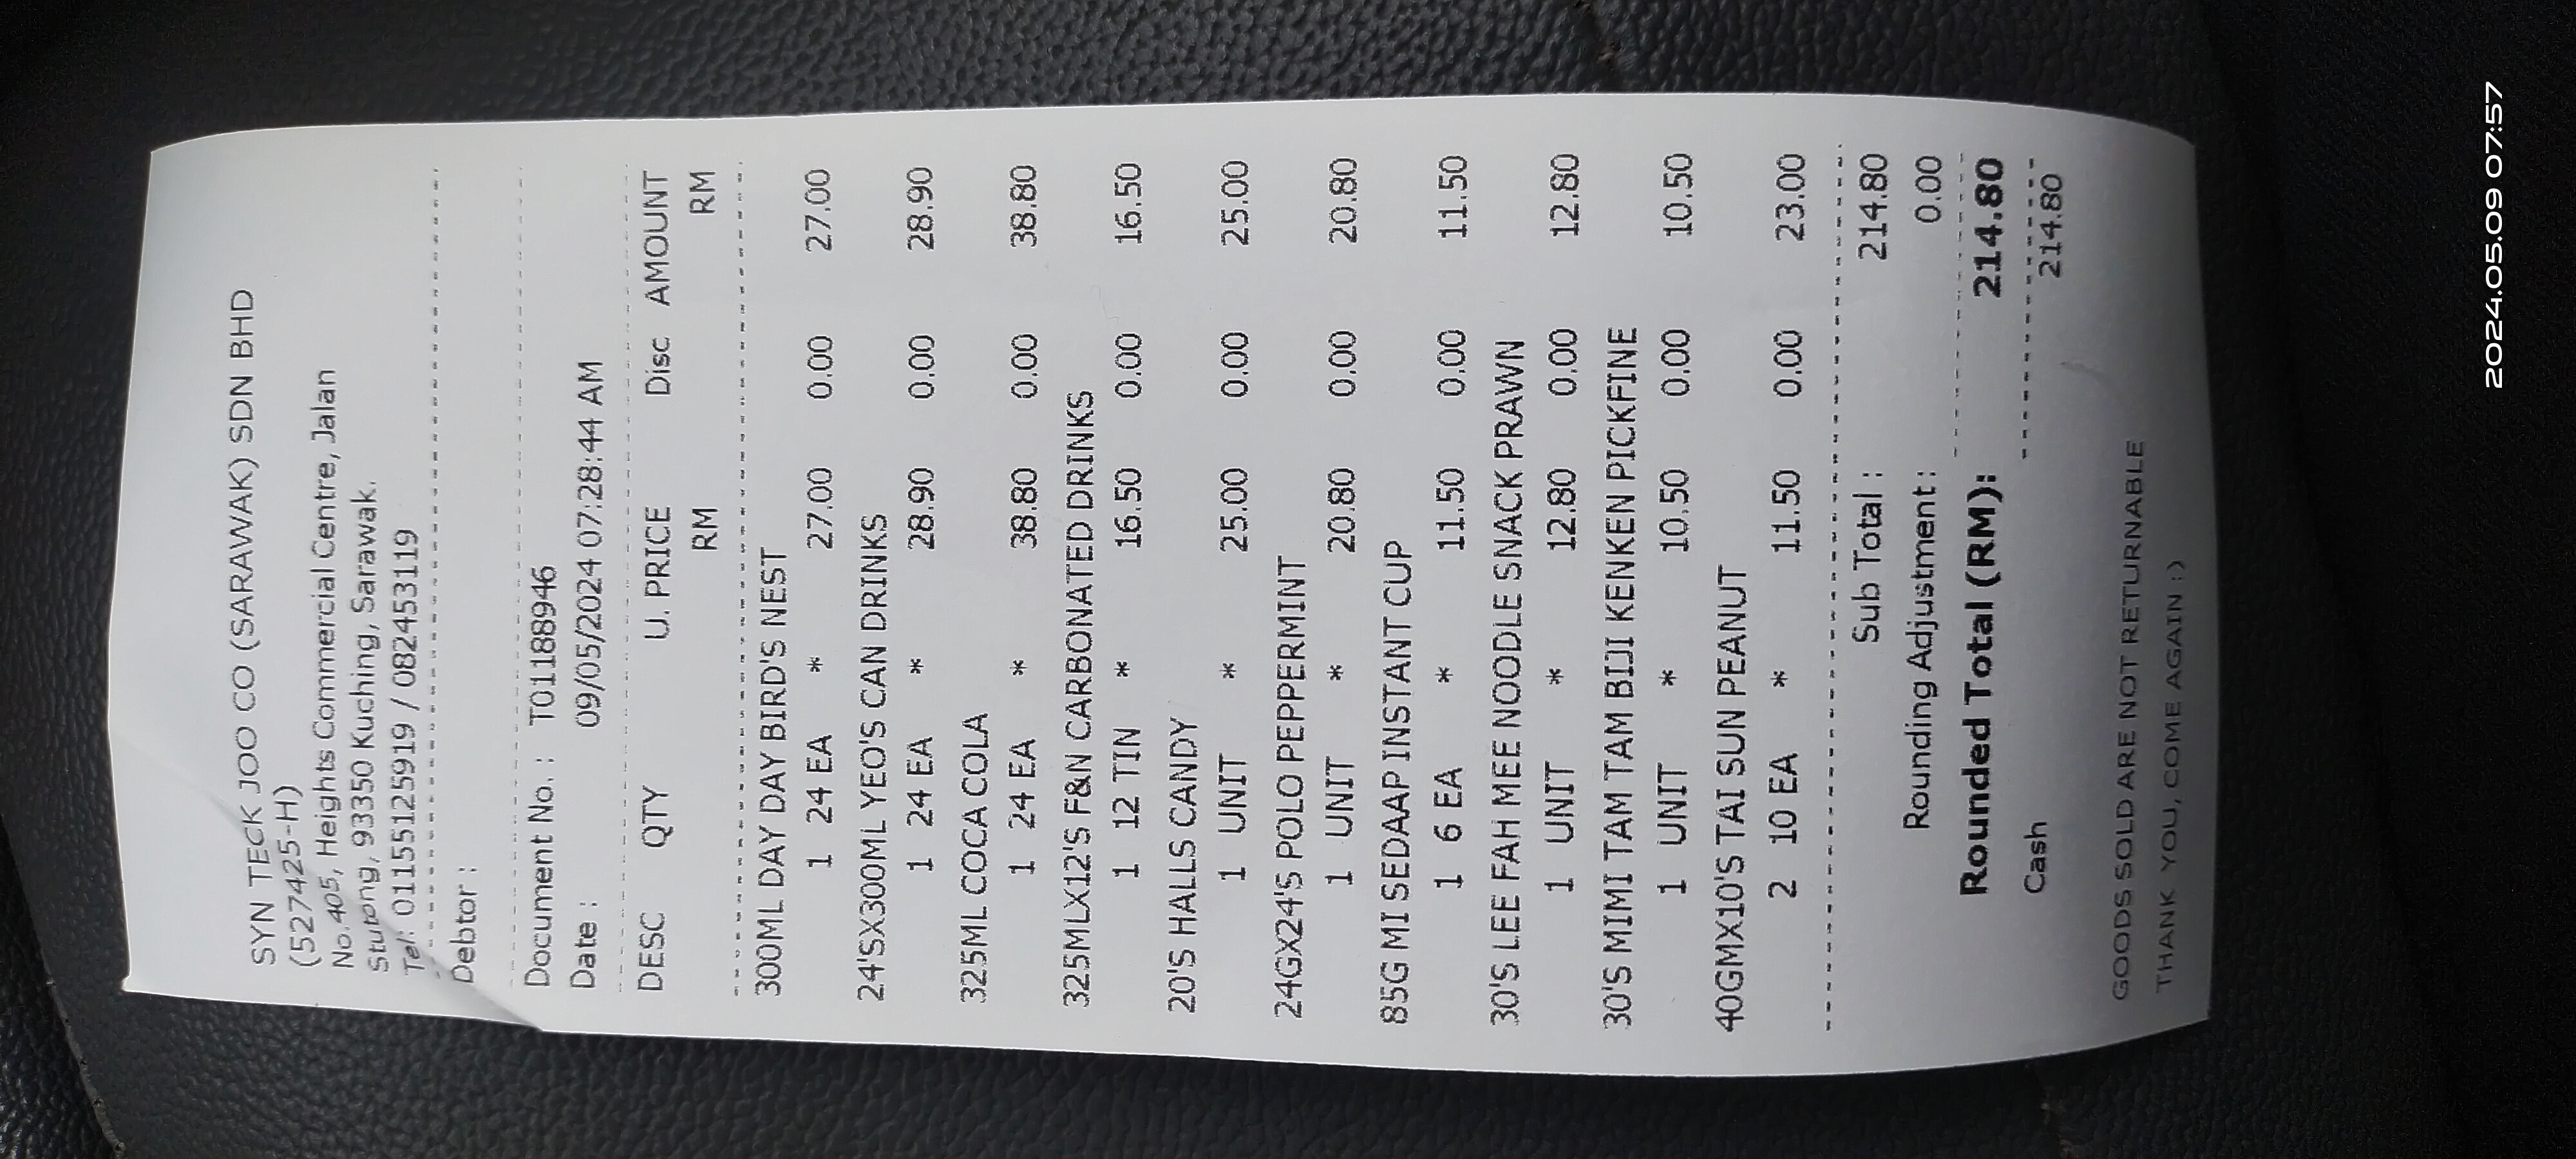 SYN TECK JOO CO (SARAWAK) SDN BHD
(527425-H)
No.405, Heights Commercial Centre, Jalan
Stutong, 93350 Kuching, Sarawak.
Tel: 01155125919 / 082453119
Debtor :
Document No. : T01188946
Date : 09/05/2024 07:28:44 AM
DESC QTY U. PRICE Disc AMOUNT
RM RM
300ML DAY DAY BIRD'S NEST
1 24 EA * 27.00 0.00 27.00
24'SX300ML YEO'S CAN DRINKS
1 24 EA * 28.90 0.00 28.90
325ML COCA COLA
1 24 EA * 38.80 0.00 38.80
325MLX12'S F&N CARBONATED DRINKS
1 12 TIN * 16.50 0.00 16.50
20'S HALLS CANDY
1 UNIT * 25.00 0.00 25.00
24GX24'S POLO PEPPERMINT
1 UNIT * 20.80 0.00 20.80
85G MI SEDAAP INSTANT CUP
1 6 EA * 11.50 0.00 11.50
30'S LEE FAH MEE NOODLE SNACK PRAWN
1 UNIT * 12.80 0.00 12.80
30'S MIMI TAM TAM BIJI KENKEN PICKFINE
1 UNIT * 10.50 0.00 10.50
40GMX10'S TAI SUN PEANUT
2 10 EA * 11.50 0.00 23.00
Sub Total : 214.80
Rounding Adjustment : 0.00
Rounded Total (RM): 214.80
Cash 214.80
GOODS SOLD ARE NOT RETURNABLE
THANK YOU, COME AGAIN :)
2024.05.09 07:57